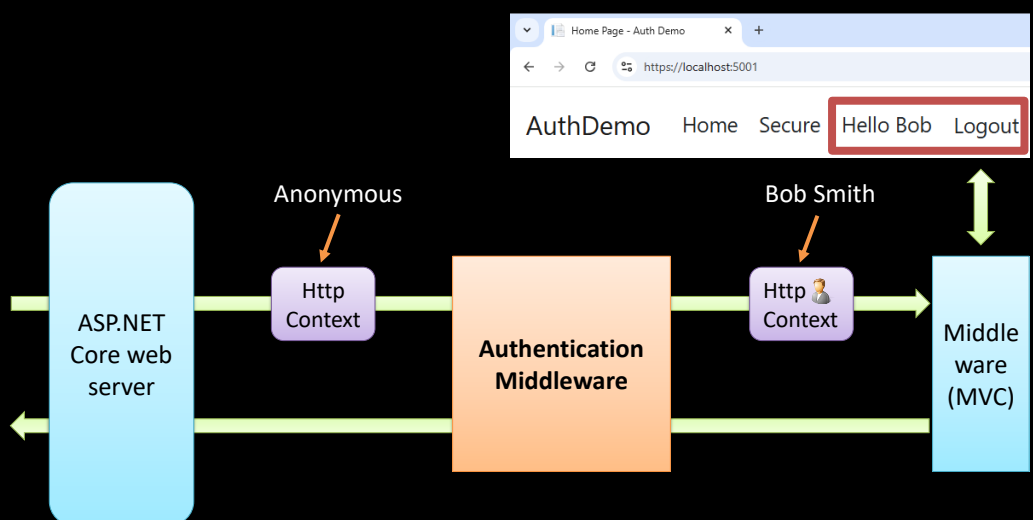 Home Page - Auth Demo
https://localhost:5001
AuthDemo Home Secure Hello Bob Logout
Anonymous
Bob Smith
Http
Context
Http
Context
ASP.NET
Core web
server
Authentication
Middleware
Middle
ware
(MVC)